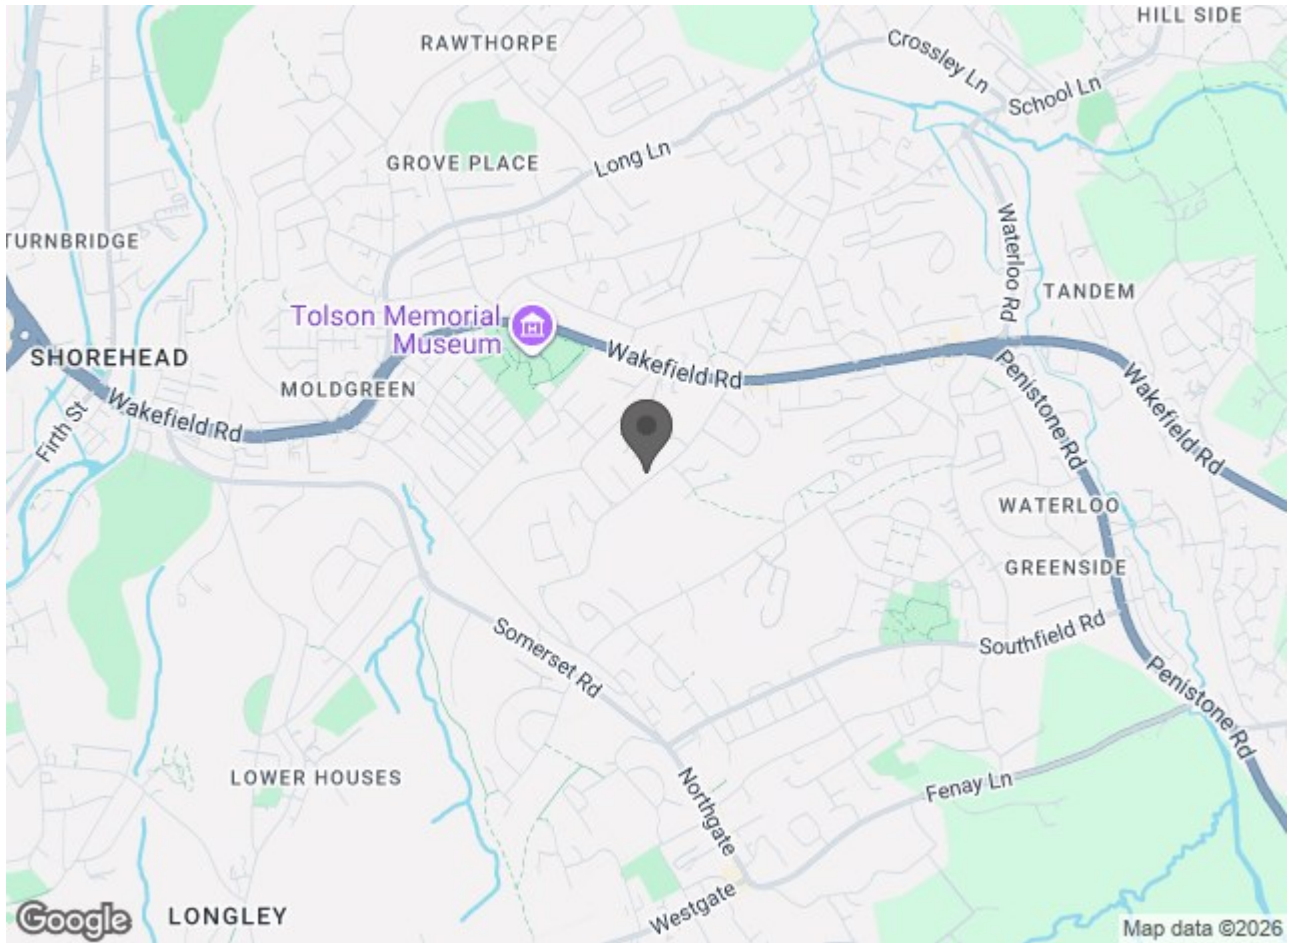 HILL SIDE
RAWTHORPE
Crossley Ln
School Ln
GROVE PLACE
Long Ln
TURNBRIDGE
Waterloo Rd
TANDEM
Tolson Memorial
Museum
SHOREHEAD
Wakefield Rd
MOLDGREEN
Penistone Rd
Wakefield Rd
Wakefield Rd
Firth St
WATERLOO
GREENSIDE
Somerset Rd
Southfield Rd
Penistone Rd
LOWER HOUSES
Northgate
Fenay Ln
Westgate
LONGLEY
Google
Map data ©2026